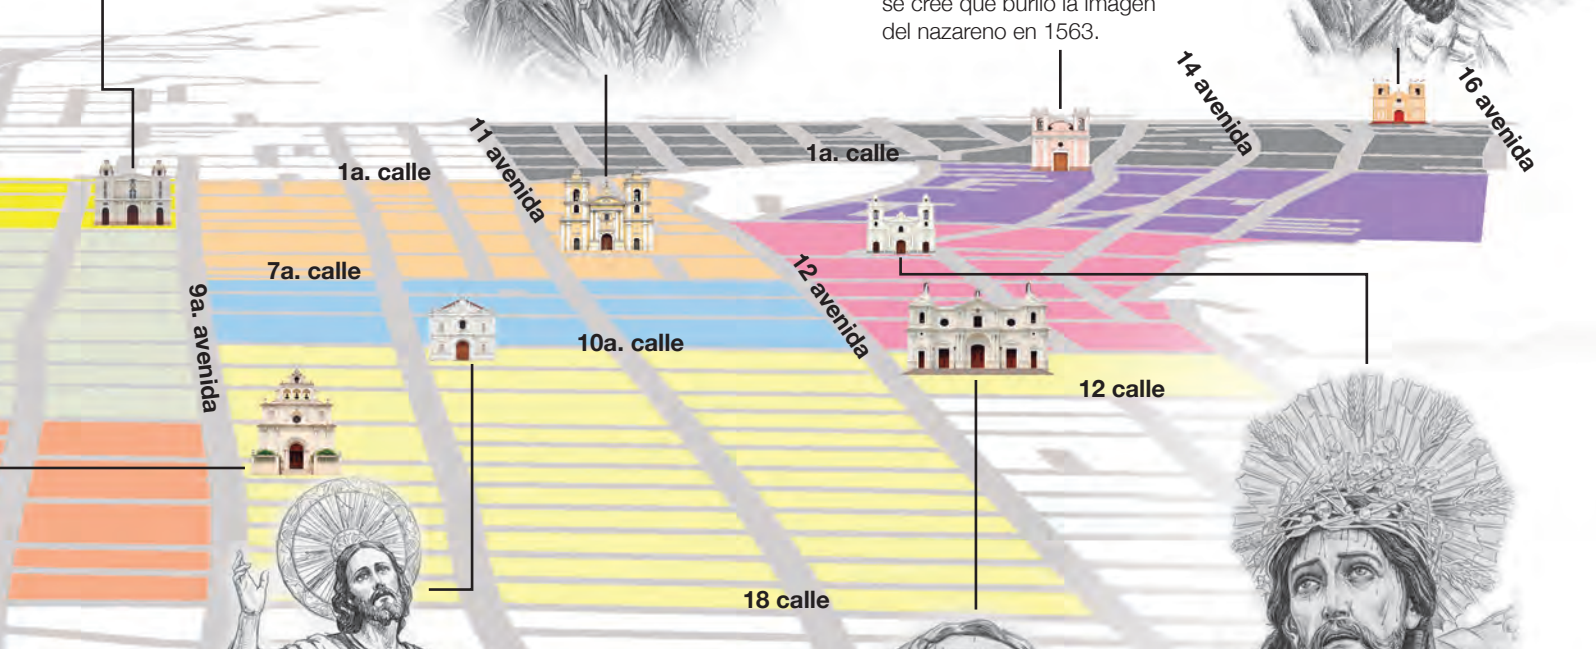 se cree que buriló la imagen
del nazareno en 1563.
14 avenida
16 avenida
11 avenida
1a. calle
1a. calle
7a. calle
12 avenida
9a. avenida
10a. calle
12 calle
18 calle